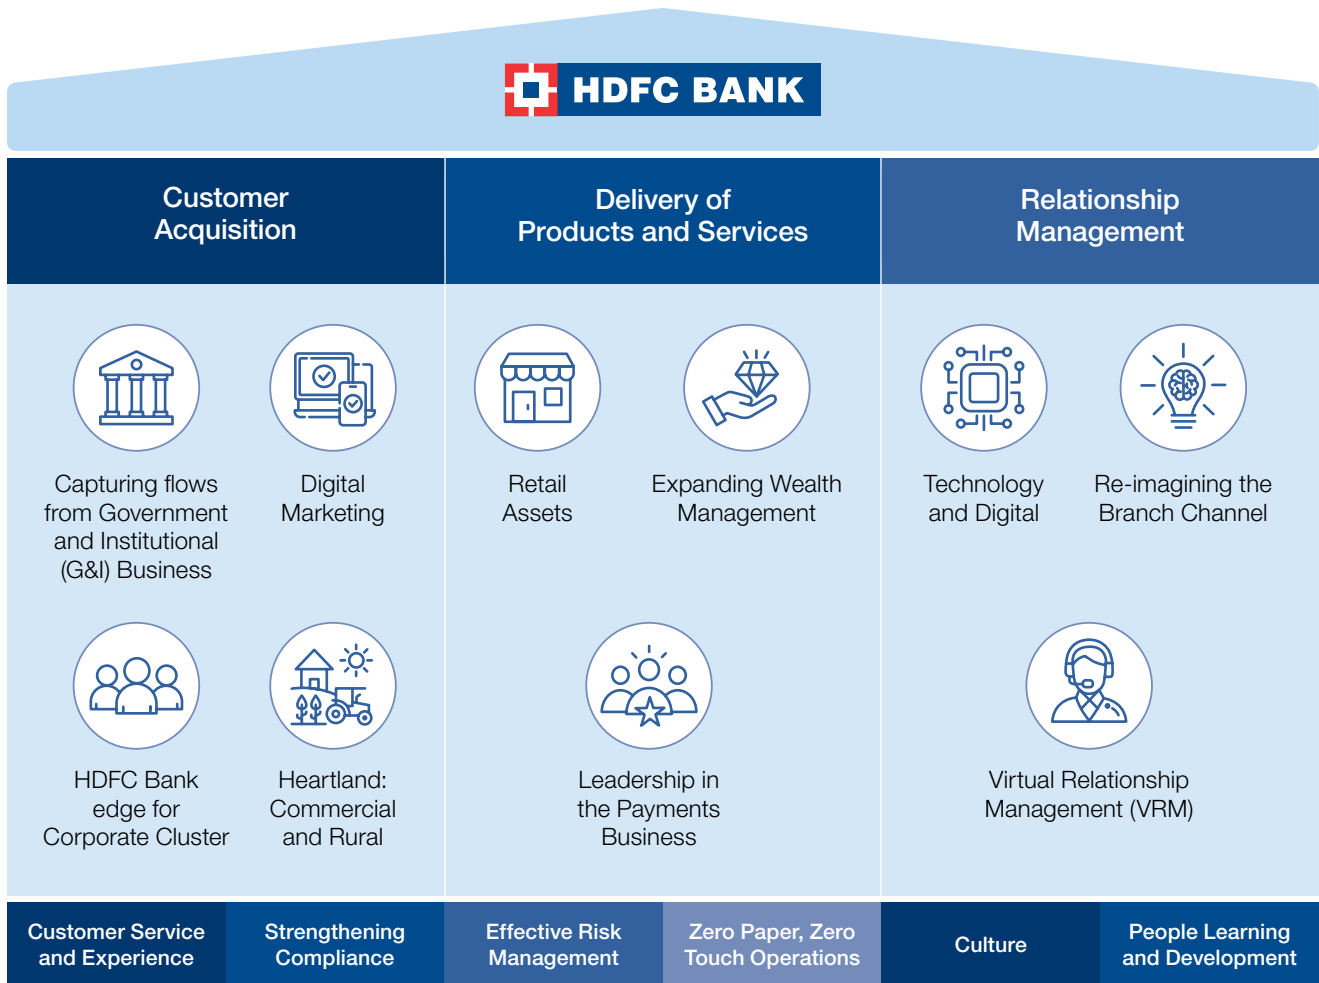 HDFC BANK
Customer
Acquisition
Delivery of
Products and Services
Relationship
Management
Capturing flows
from Government
and Institutional
(G&I) Business
Digital
Marketing
HDFC Bank
edge for
Corporate Cluster
Heartland:
Commercial
and Rural
Retail
Assets
Expanding Wealth
Management
Leadership in
the Payments
Business
Technology
and Digital
Re-imagining the
Branch Channel
Virtual Relationship
Management (VRM)
Customer Service
and Experience
Strengthening
Compliance
Effective Risk
Management
Zero Paper, Zero
Touch Operations
Culture
People Learning
and Development